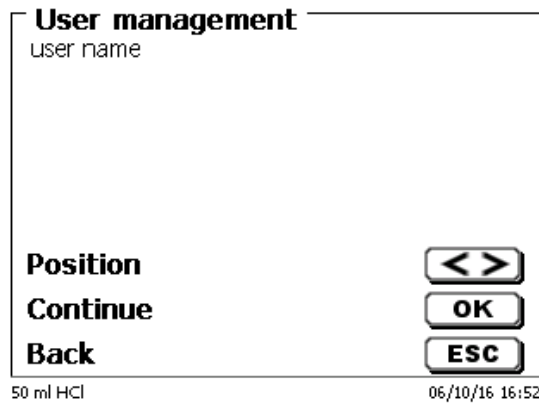 User management
user name
Position < >
Continue OK
Back ESC
50 ml HCl 06/10/16 16:52